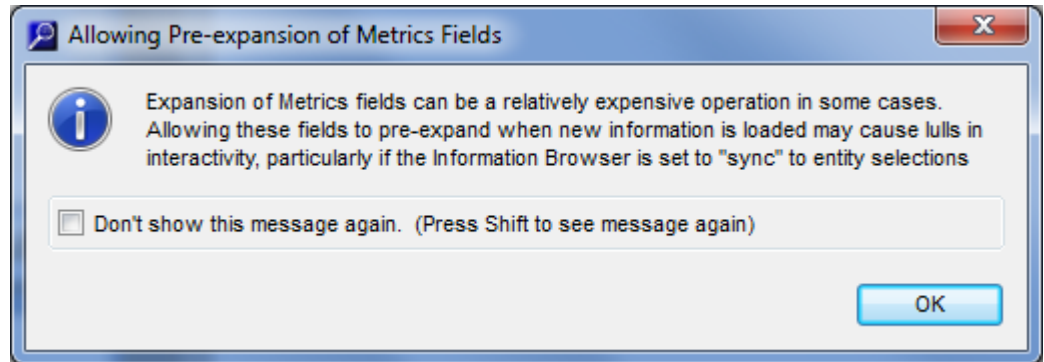 Allowing Pre-expansion of Metrics Fields
Expansion of Metrics fields can be a relatively expensive operation in some cases.
Allowing these fields to pre-expand when new information is loaded may cause lulls in
interactivity, particularly if the Information Browser is set to "sync" to entity selections
Don't show this message again.  (Press Shift to see message again)
OK